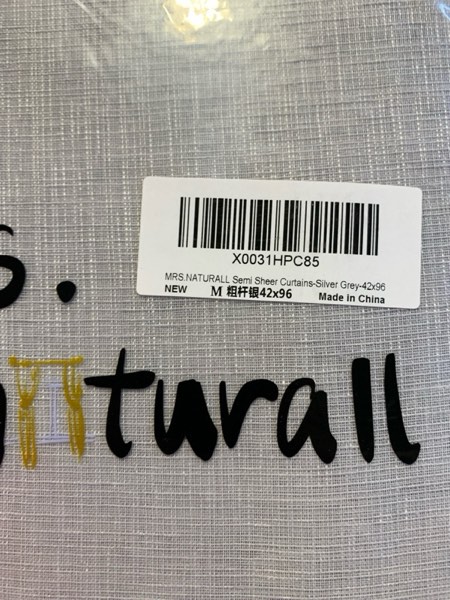 s.
X0031HPC85
MRS.NATURALL Semi Sheer Curtains-Silver Grey-42x96
NEW M 粗杆银42x96 Made in China
turall